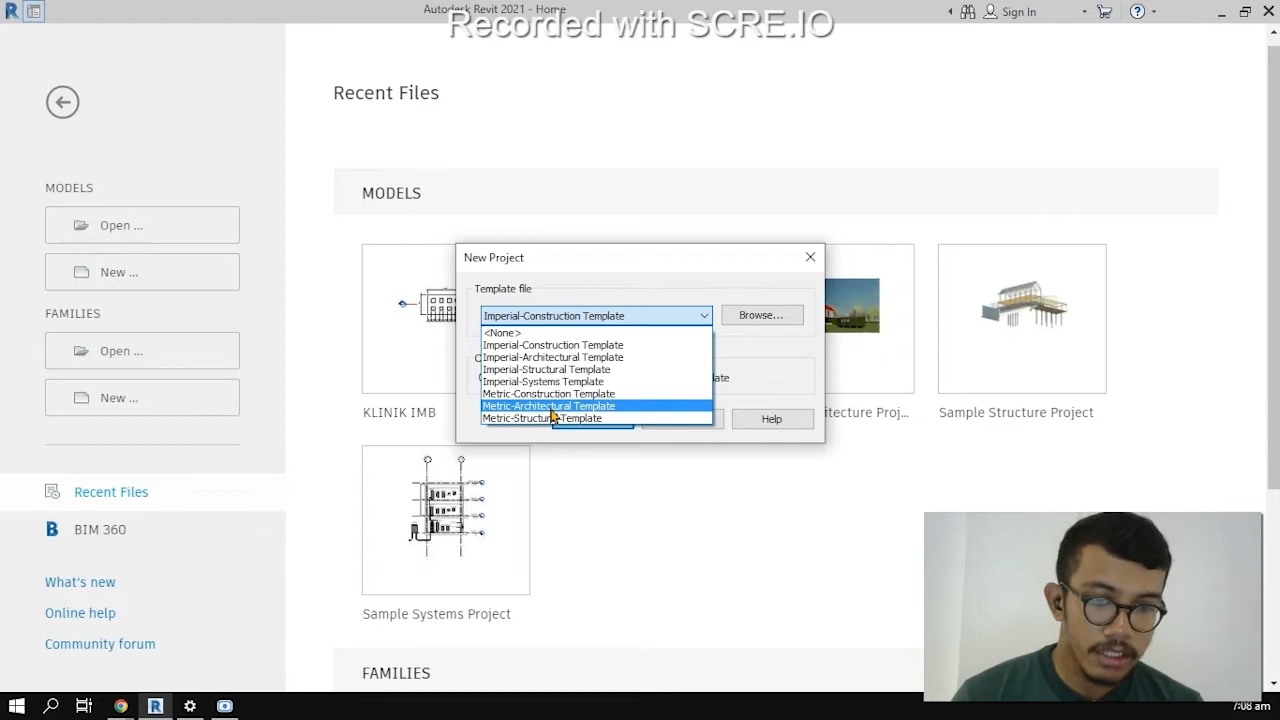 Autodesk Revit 2021 - Home
Sign In
Recorded with SCRE.IO
Recent Files
MODELS
Open ...
New ...
FAMILIES
Open ...
New ...
Recent Files
BIM 360
What's new
Online help
Community forum
MODELS
KLINIK IMB
Sample Structure Project
Sample Systems Project
FAMILIES
New Project
Template file
Imperial-Construction Template
Browse...
<None>
Imperial-Construction Template
Imperial-Architectural Template
Imperial-Structural Template
Imperial-Systems Template
Metric-Construction Template
Metric-Architectural Template
Metric-Structural Template
Help
7:08 am